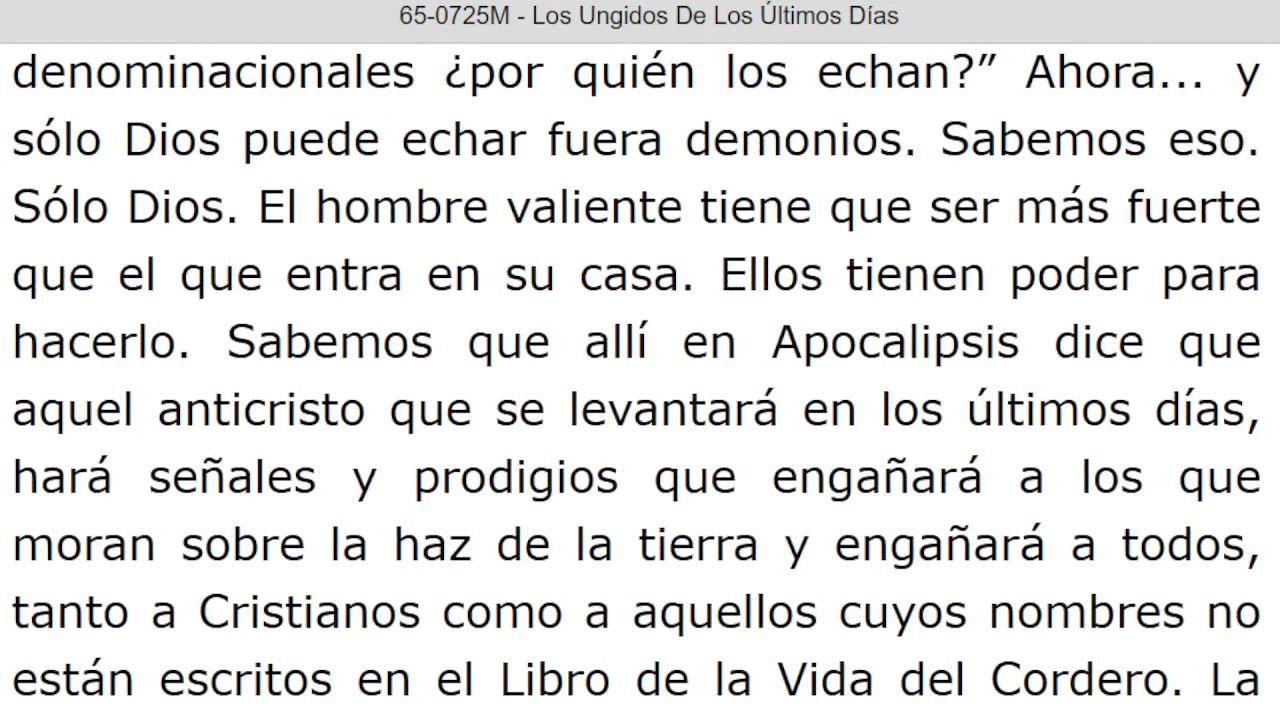 65-0725M - Los Ungidos De Los Últimos Días
denominacionales ¿por quién los echan?” Ahora... y
sólo Dios puede echar fuera demonios. Sabemos eso.
Sólo Dios. El hombre valiente tiene que ser más fuerte
que el que entra en su casa. Ellos tienen poder para
hacerlo. Sabemos que allí en Apocalipsis dice que
aquel anticristo que se levantará en los últimos días,
hará señales y prodigios que engañará a los que
moran sobre la haz de la tierra y engañará a todos,
tanto a Cristianos como a aquellos cuyos nombres no
están escritos en el Libro de la Vida del Cordero. La